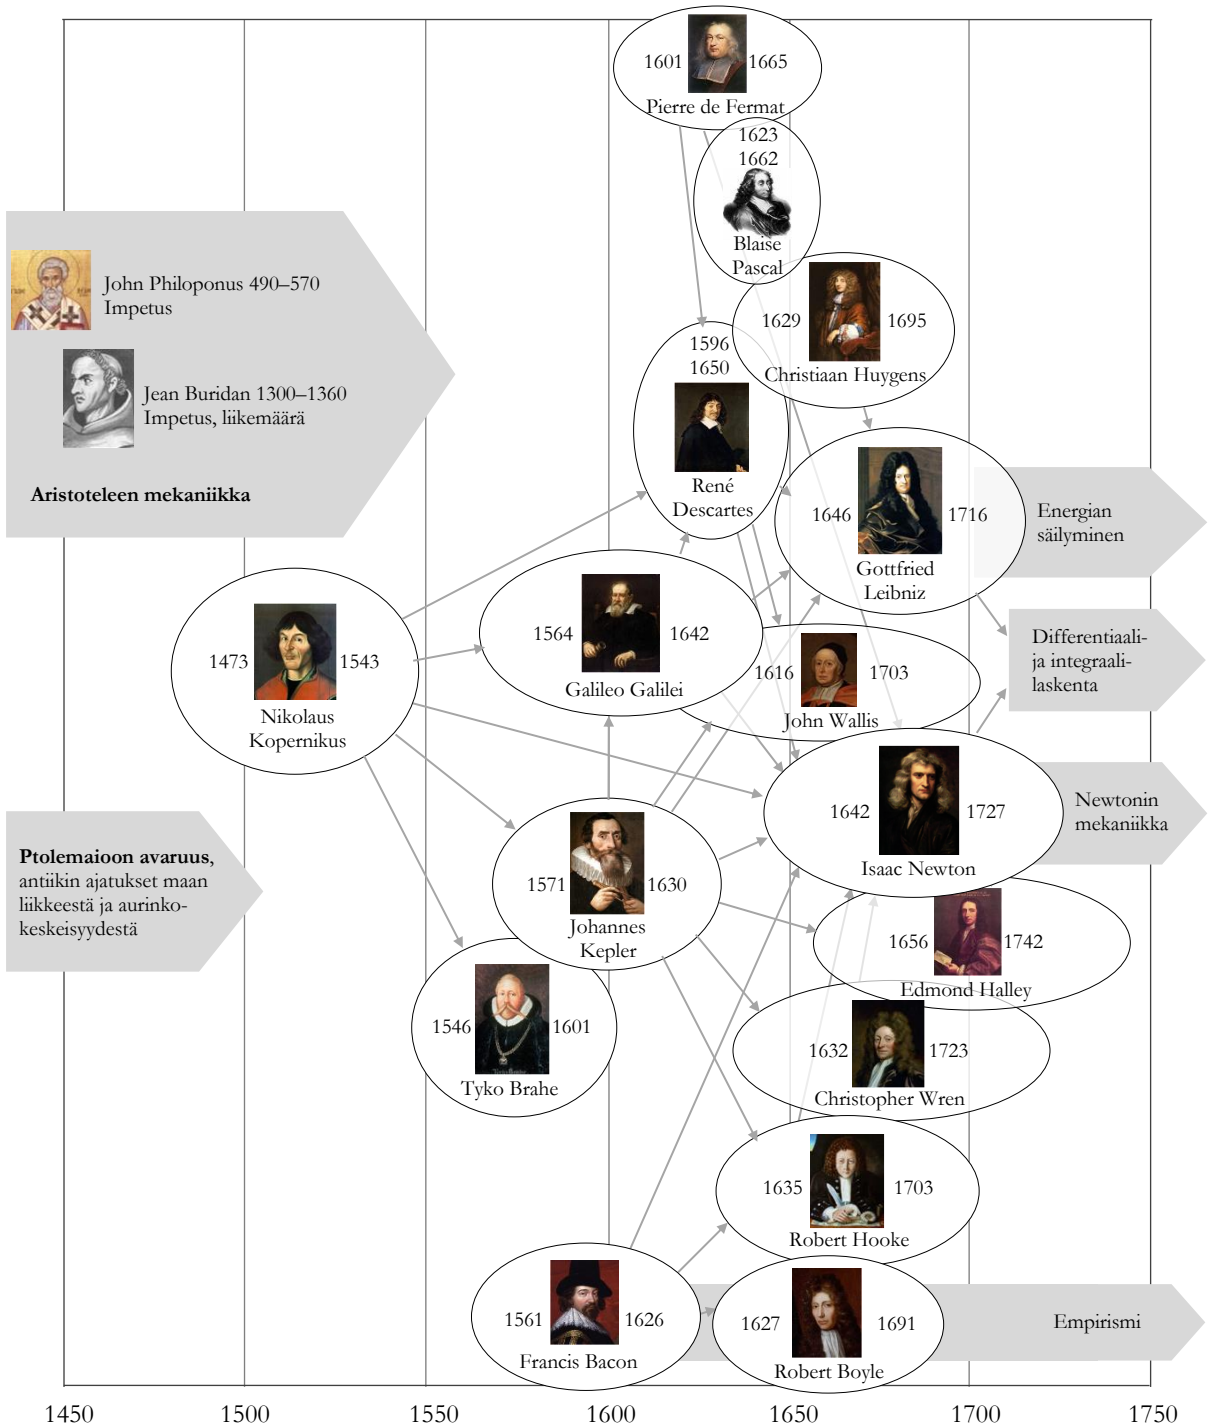 1601
1665
Pierre de Fermat
1623
1662
Blaise
Pascal
John Philoponus 490–570
Impetus
Jean Buridan 1300–1360
Impetus, liikemäärä
Aristoteleen mekaniikka
1629
1695
Christiaan Huygens
1596
1650
René
Descartes
1646
1716
Gottfried
Leibniz
Energian
säilyminen
1473
1543
Nikolaus
Kopernikus
1564
1642
Galileo Galilei
1616
1703
John Wallis
Differentiaali-
ja integraali-
laskenta
1642
1727
Isaac Newton
Newtonin
mekaniikka
Ptolemaioon avaruus,
antiikin ajatukset maan
liikkeestä ja aurinko-
keskeisyydestä
1571
1630
Johannes
Kepler
1656
1742
Edmond Halley
1546
1601
Tyko Brahe
1632
1723
Christopher Wren
1635
1703
Robert Hooke
1561
1626
Francis Bacon
1627
1691
Robert Boyle
Empirismi
1450
1500
1550
1600
1650
1700
1750